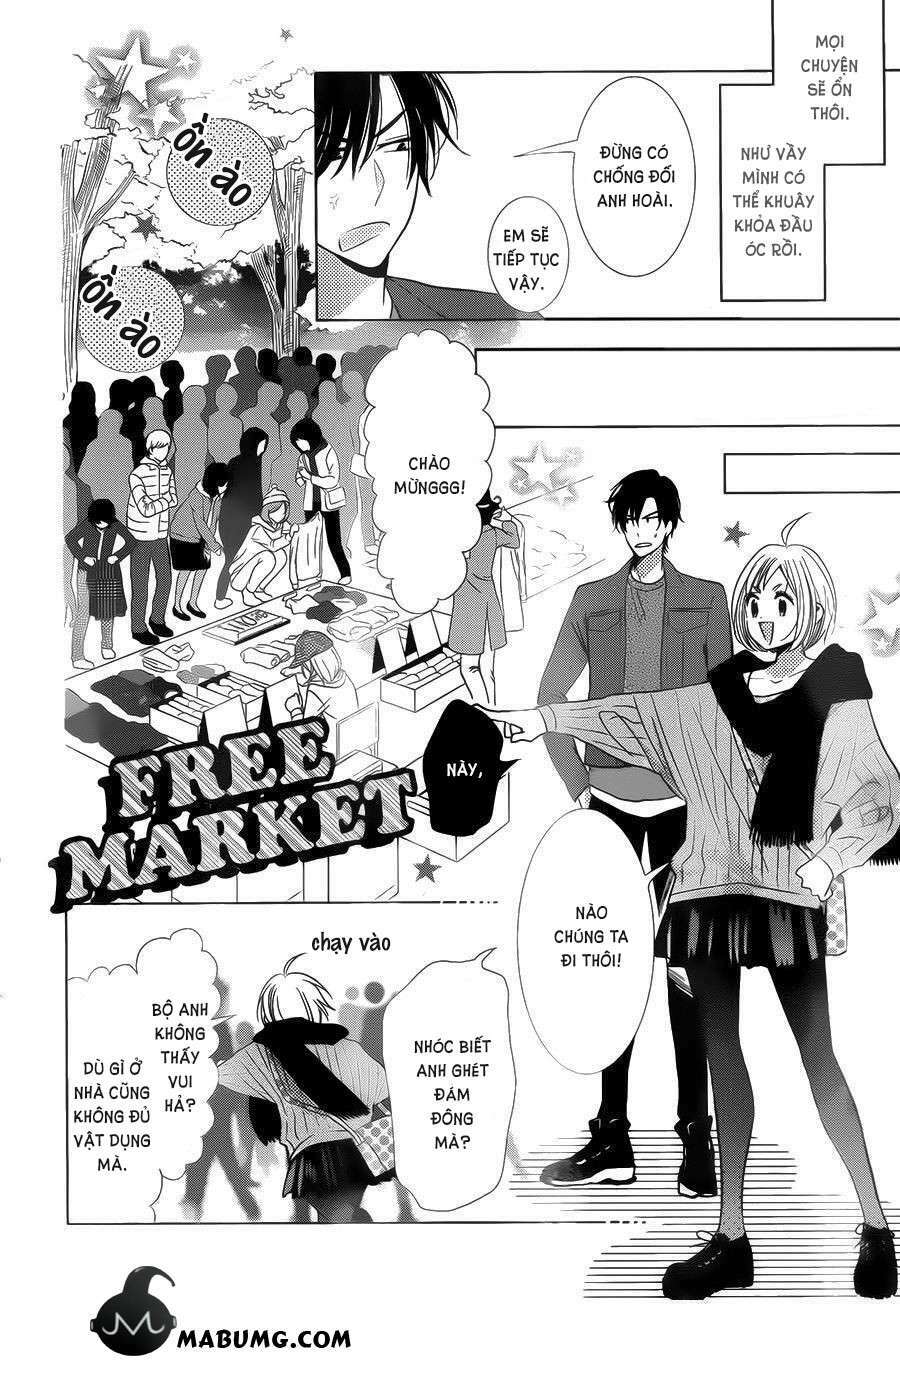 MỌI
CHUYỆN
SẼ ỔN
THÔI.
NHƯ VẦY
MÌNH CÓ
THỂ KHUÂY
KHỎA ĐẦU
ÓC RỒI.
ĐỪNG CÓ
CHỐNG ĐỐI
ANH HOÀI.
EM SẼ
TIẾP TỤC
VẬY.
ồn ào
ồn ào
CHÀO
MỪNGGG!
FREE
MARKET
NÀY,
NÀO
CHÚNG TA
ĐI THÔI!
chạy vào
NHÓC BIẾT
ANH GHÉT
ĐÁM
ĐÔNG
MÀ?
BỘ ANH
KHÔNG
THẤY
VUI
HẢ?
DÙ GÌ Ở
NHÀ CŨNG
KHÔNG ĐỦ
VẬT DỤNG
MÀ.
MABUMG.COM